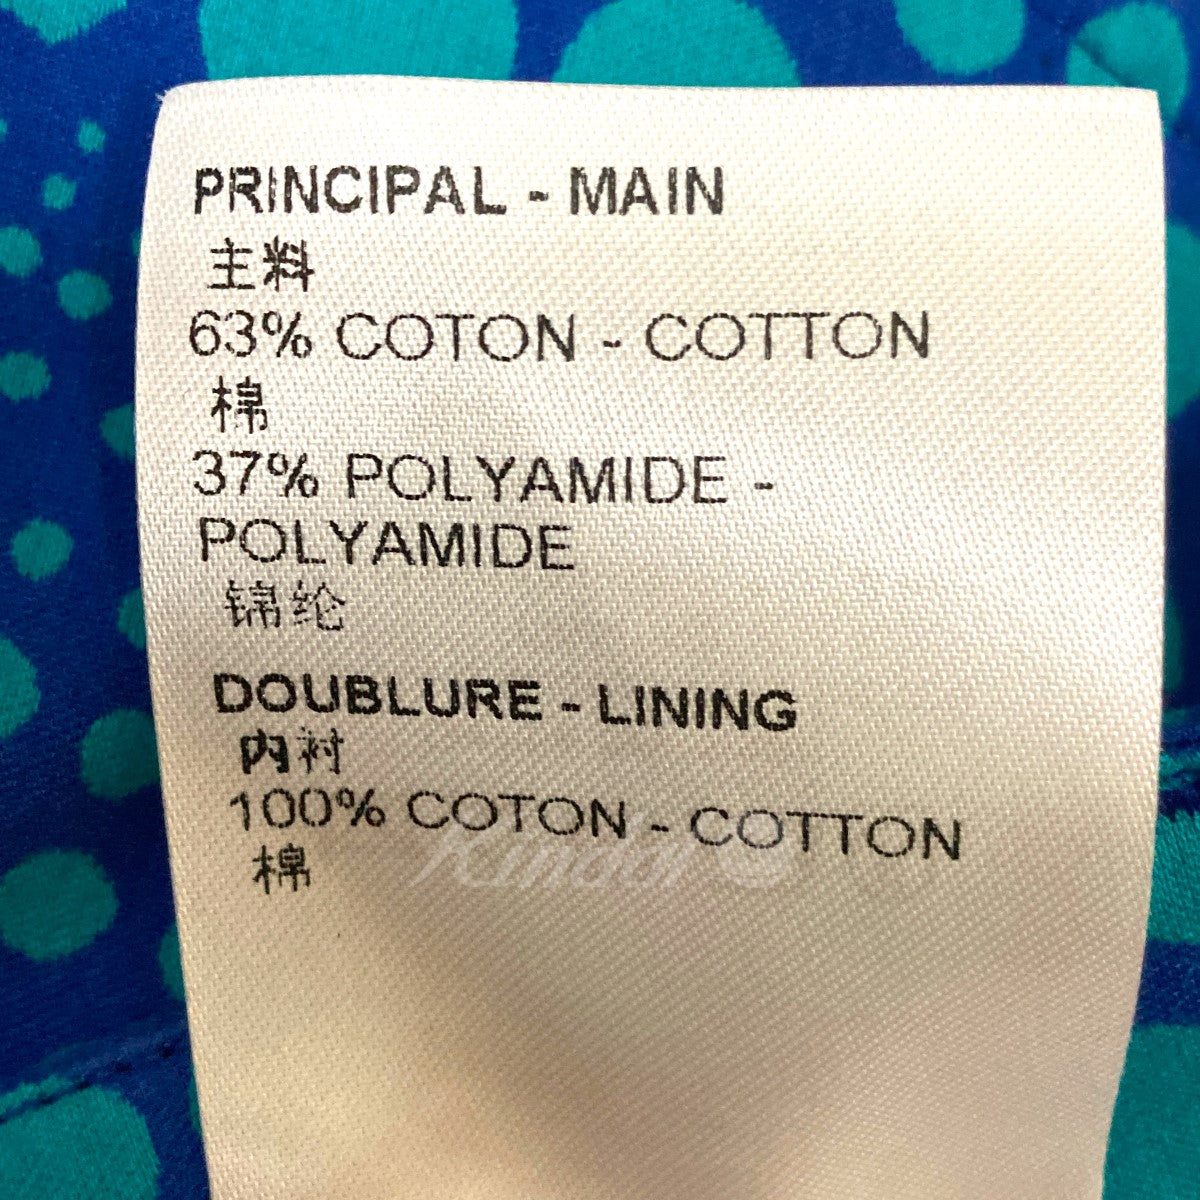 PRINCIPAL - MAIN
主料
63% COTON - COTTON
棉
37% POLYAMIDE -
POLYAMIDE
锦纶
DOUBLURE - LINING
内衬
100% COTON - COTTON
棉
Kindal